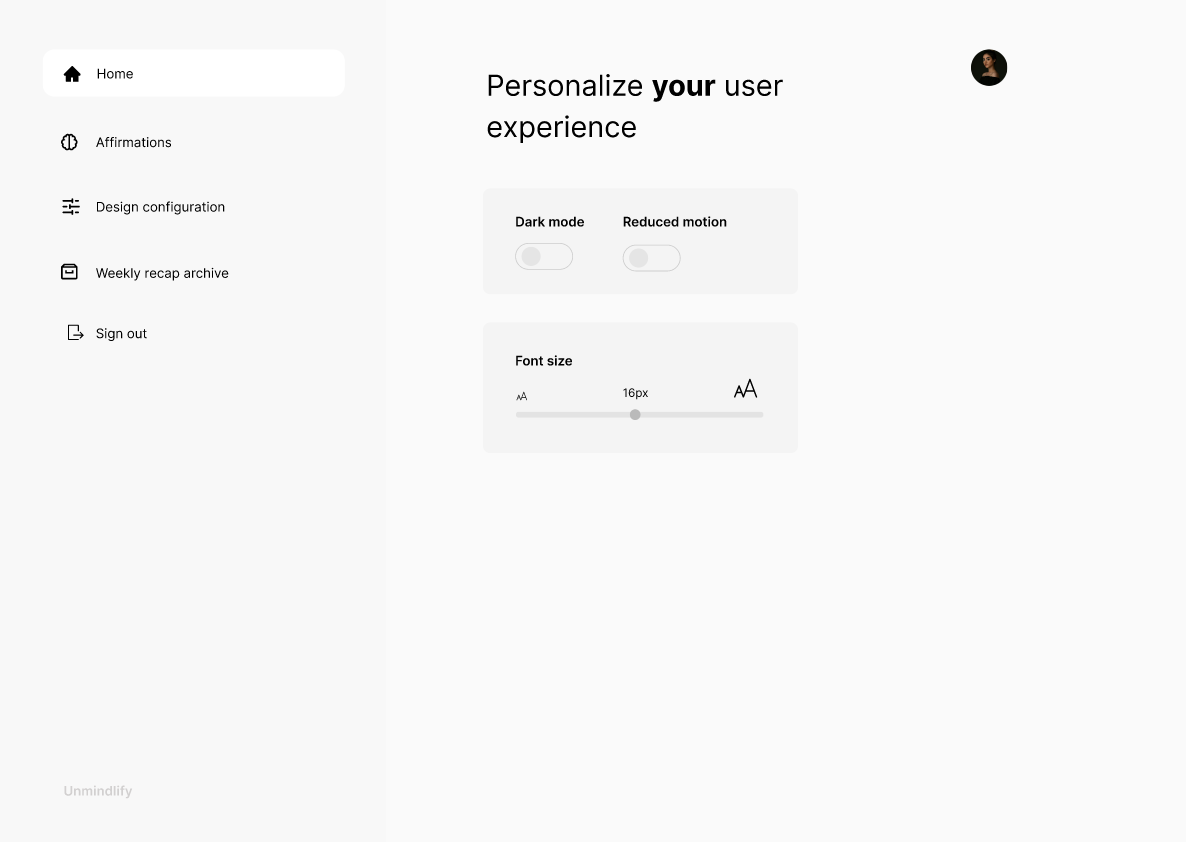 Home
Affirmations
Design configuration
Weekly recap archive
Sign out
Unmindlify
Personalize your user
experience
Dark mode
Reduced motion
Font size
AA
16px
AA